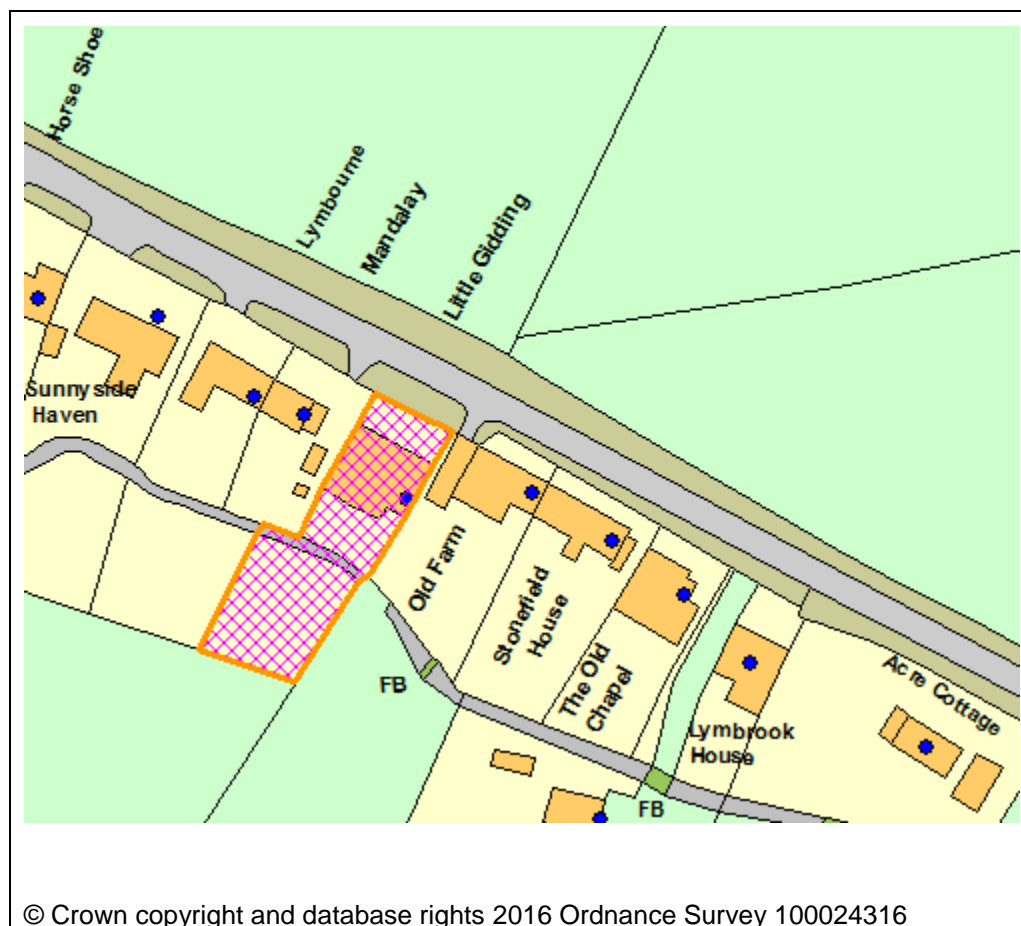 Horse Shoe
Lymbourne
Mandalay
Little Gidding
Sunnyside
Haven
Old Farm
Stonefield
House
The Old
Chapel
Acre Cottage
Lymbrook
House
FB
FB
© Crown copyright and database rights 2016 Ordnance Survey 100024316